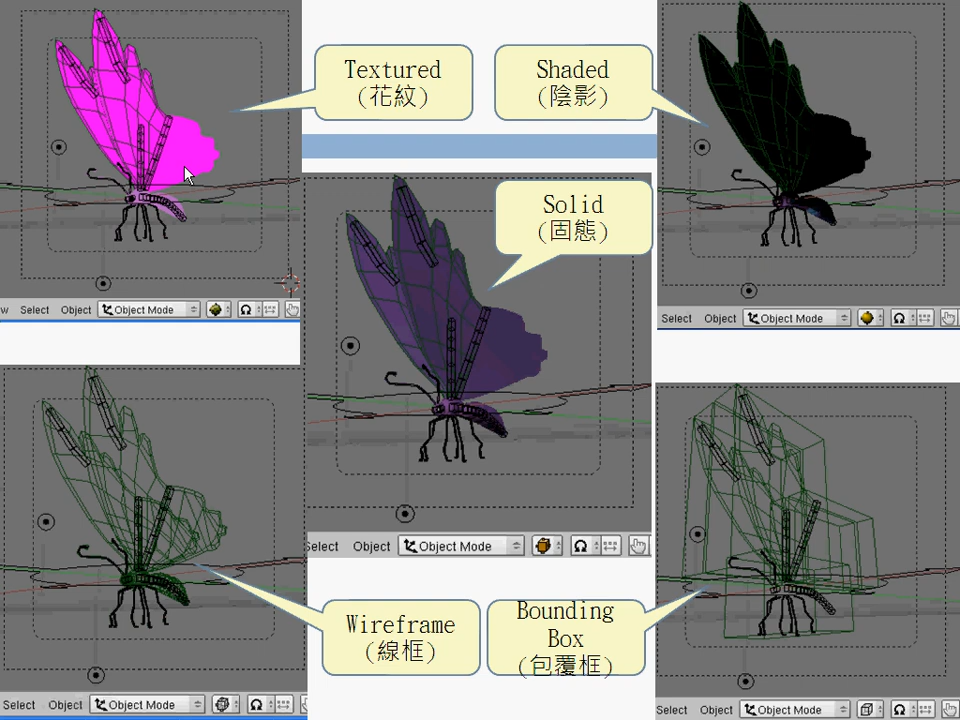 Textured
(花紋)
Shaded
(陰影)
Solid
(固態)
w Select Object Object Mode
Select Object Object Mode
Select Object Object Mode
Wireframe
(線框)
Bounding
Box
(包覆框)
Select Object Object Mode
Select Object Object Mode